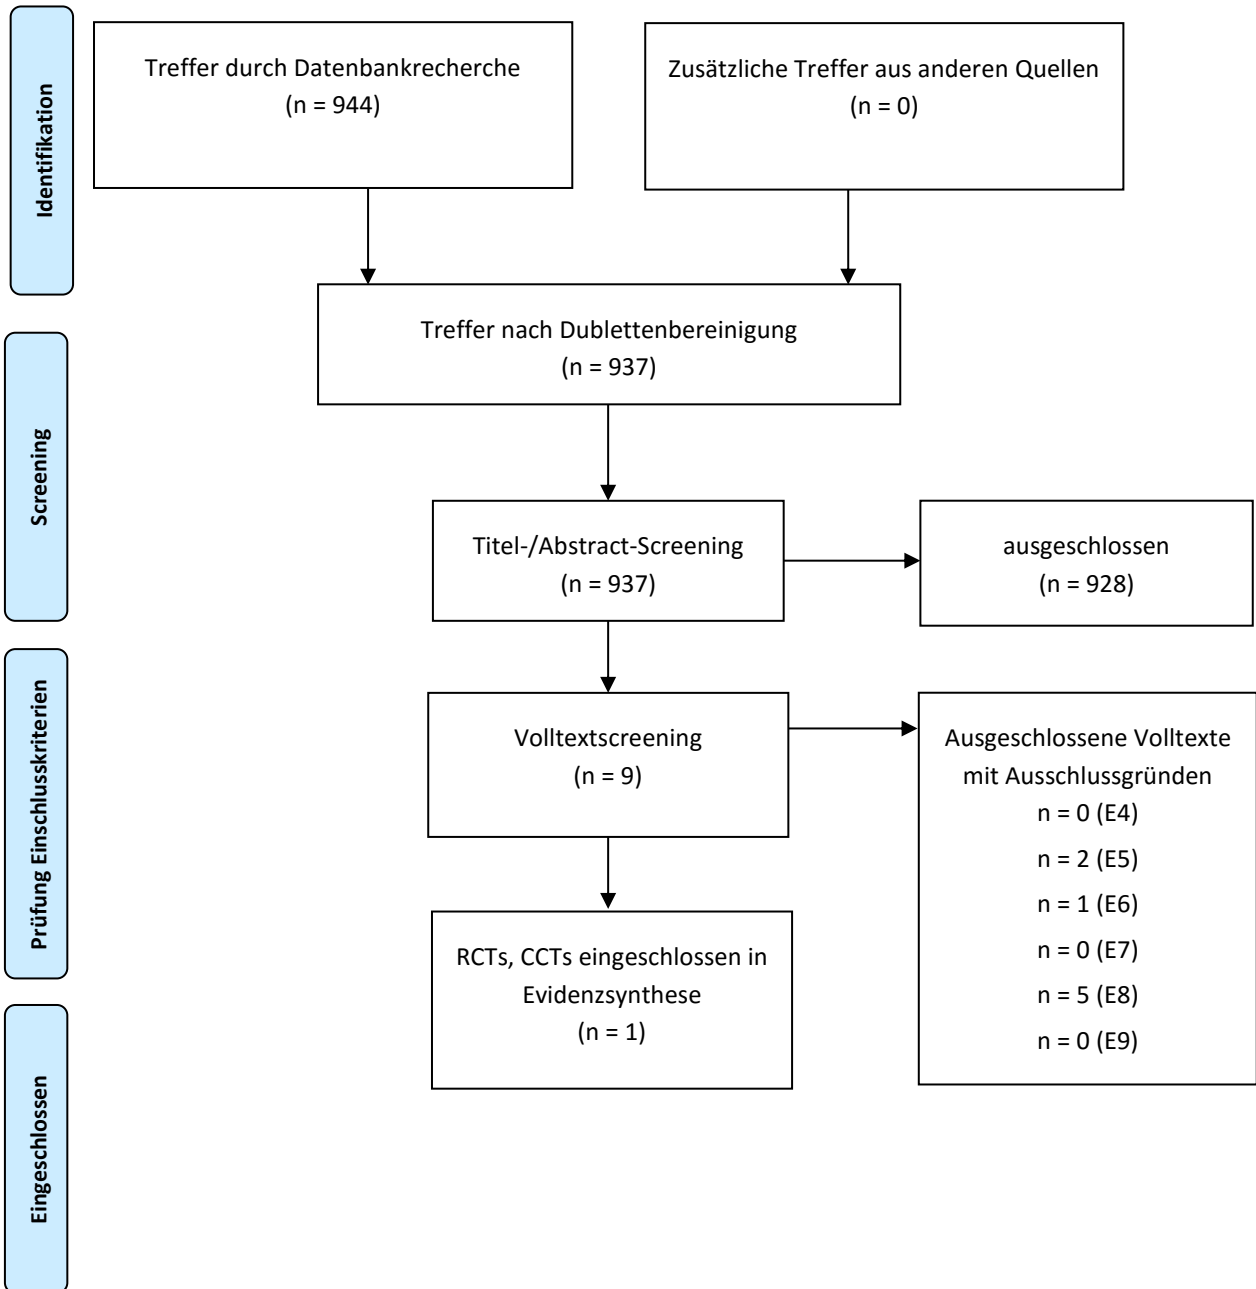 Identifikation
Treffer durch Datenbankrecherche
(n = 944)
Zusätzliche Treffer aus anderen Quellen
(n = 0)
Treffer nach Dublettenbereinigung
(n = 937)
Screening
Titel-/Abstract-Screening
(n = 937)
ausgeschlossen
(n = 928)
Prüfung Einschlusskriterien
Volltextscreening
(n = 9)
Ausgeschlossene Volltexte
mit Ausschlussgründen
n = 0 (E4)
n = 2 (E5)
n = 1 (E6)
n = 0 (E7)
n = 5 (E8)
n = 0 (E9)
RCTs, CCTs eingeschlossen in
Evidenzsynthese
(n = 1)
Eingeschlossen